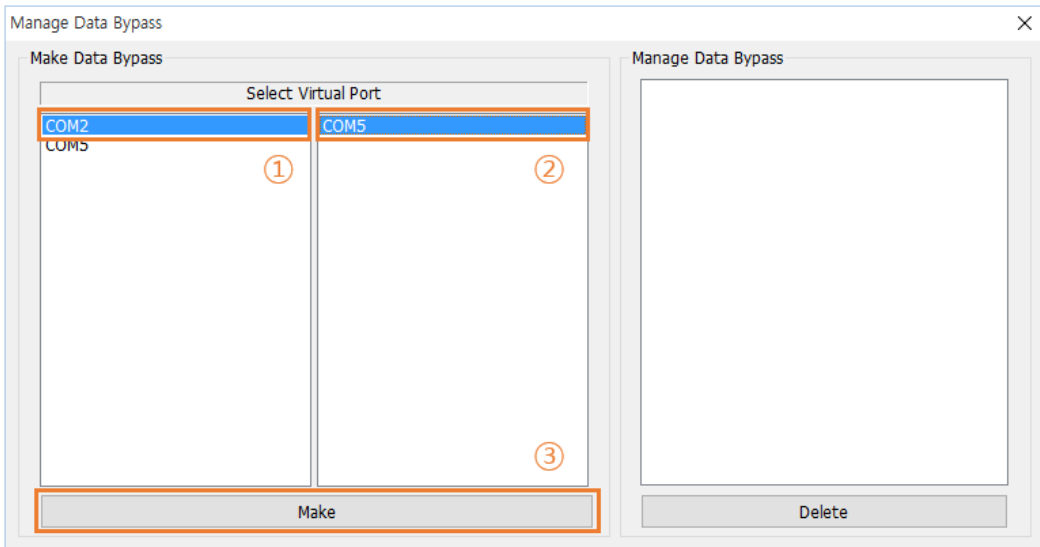 Manage Data Bypass
Make Data Bypass
Select Virtual Port
COM2
COM5
①
COM5
②
③
Make
Manage Data Bypass
Delete